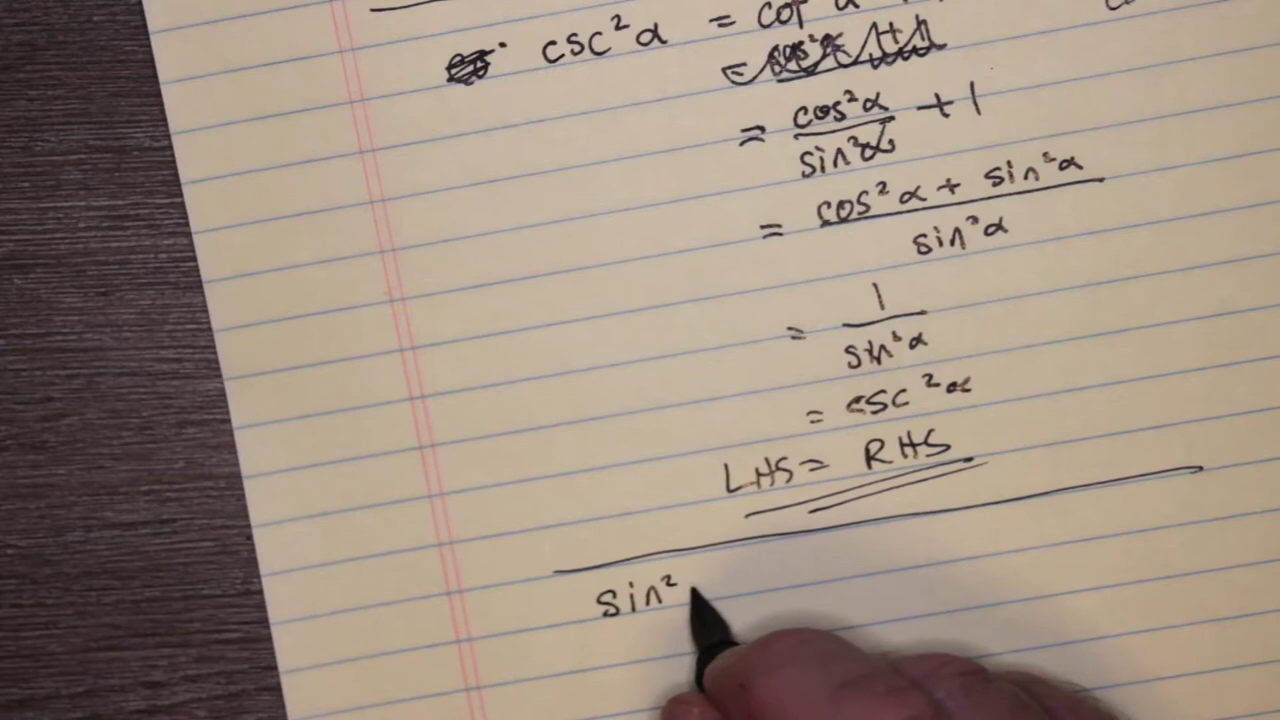 csc²α = cot
= cos²α/sin²α + 1
= cos²α + sin²α/sin²α
= 1/sin²α
= csc²α
LHS = RHS
sin²